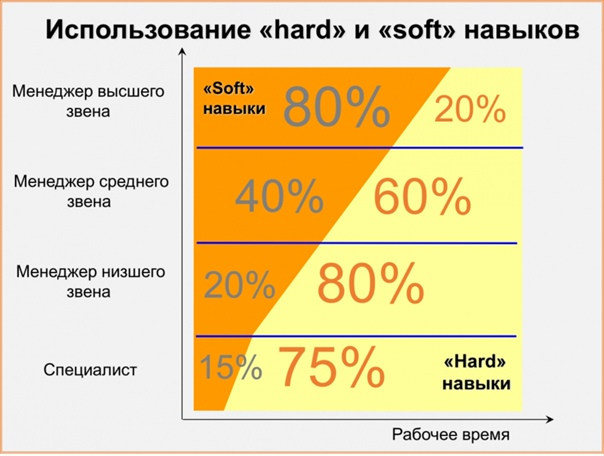 Использование «hard» и «soft» навыков
Менеджер высшего
звена
«Soft»
навыки
80%
20%
Менеджер среднего
звена
40%
60%
Менеджер низшего
звена
20%
80%
Специалист
15%
75%
«Hard»
навыки
Рабочее время